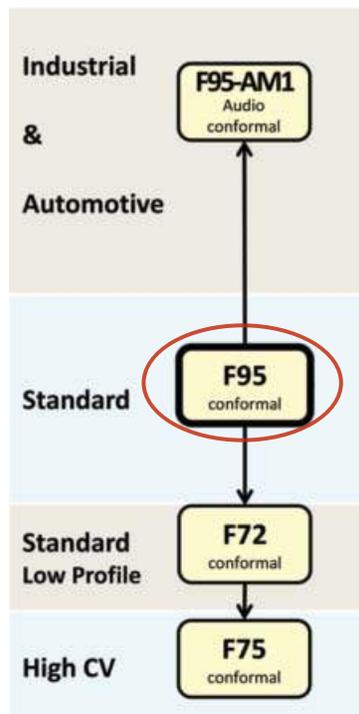 Industrial
&
Automotive
F95-AM1
Audio
conformal
Standard
F95
conformal
Standard
Low Profile
F72
conformal
High CV
F75
conformal